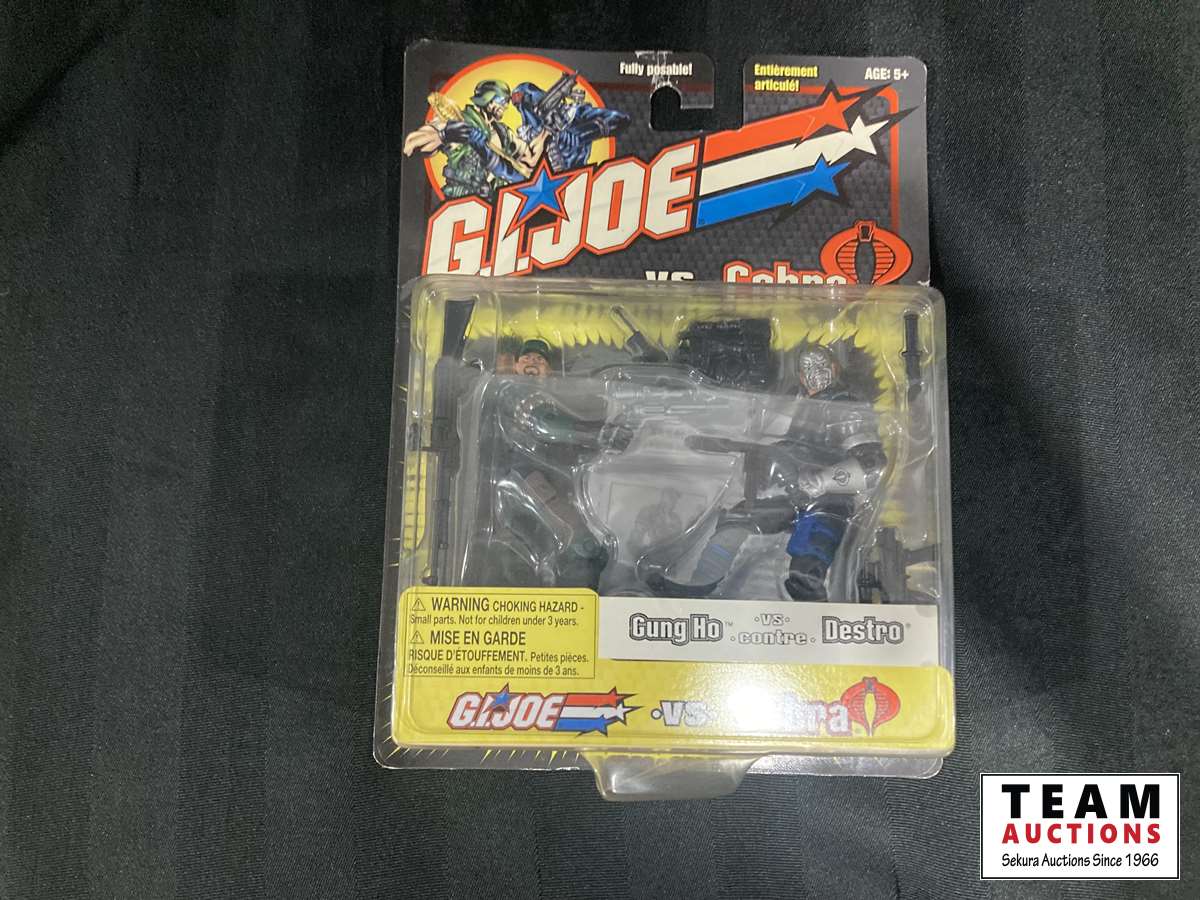 Fully posable!
Entièrement
articulé!
AGE: 5+
G.I.JOE
vs Cobra
WARNING CHOKING HAZARD -
Small parts. Not for children under 3 years.
MISE EN GARDE
RISQUE D'ÉTOUFFEMENT. Petites pièces.
Déconseillé aux enfants de moins de 3 ans.
Gung Ho™ ·vs· ·contre· Destro®
G.I.JOE ·vs· Cobra
TEAM
AUCTIONS
Sekura Auctions Since 1966